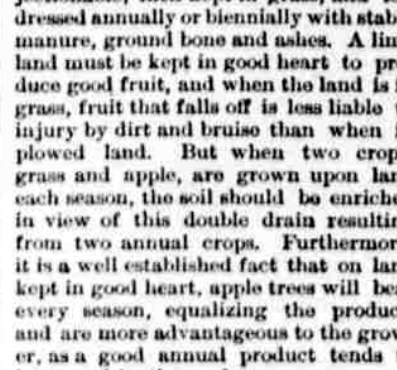 dressed annually or biennially with stab
manure, ground bone and ashes. A lim
land must be kept in good heart to pr
duce good fruit, and when the land is i
grass, fruit that falls off is less liable
injury by dirt and bruise than when i
plowed land. But when two crop
grass and apple, are grown upon lan
each season, the soil should be enriche
in view of this double drain resultin
from two annual crops. Furthermor
it is a well established fact that on lan
kept in good heart, apple trees will bea
every season, equalizing the produc
and are more advantageous to the grow
er, as a good annual product tends